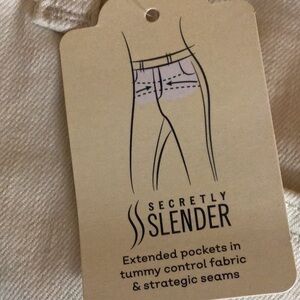 SECRETLY
SLENDER
Extended pockets in
tummy control fabric
& strategic seams